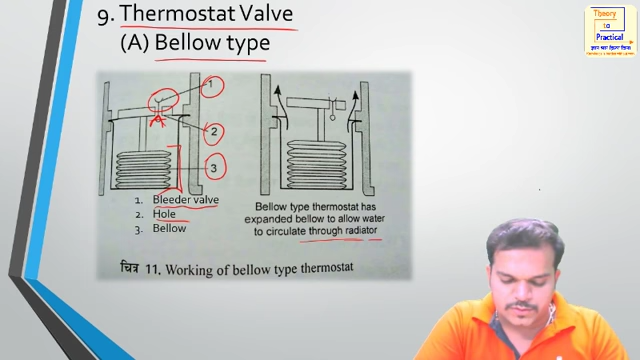 9. Thermostat Valve
(A) Bellow type
Theory
to
Practical
1
2
3
1. Bleeder valve
2. Hole
3. Bellow
Bellow type thermostat has
expanded bellow to allow water
to circulate through radiator
चित्र 11. Working of bellow type thermostat